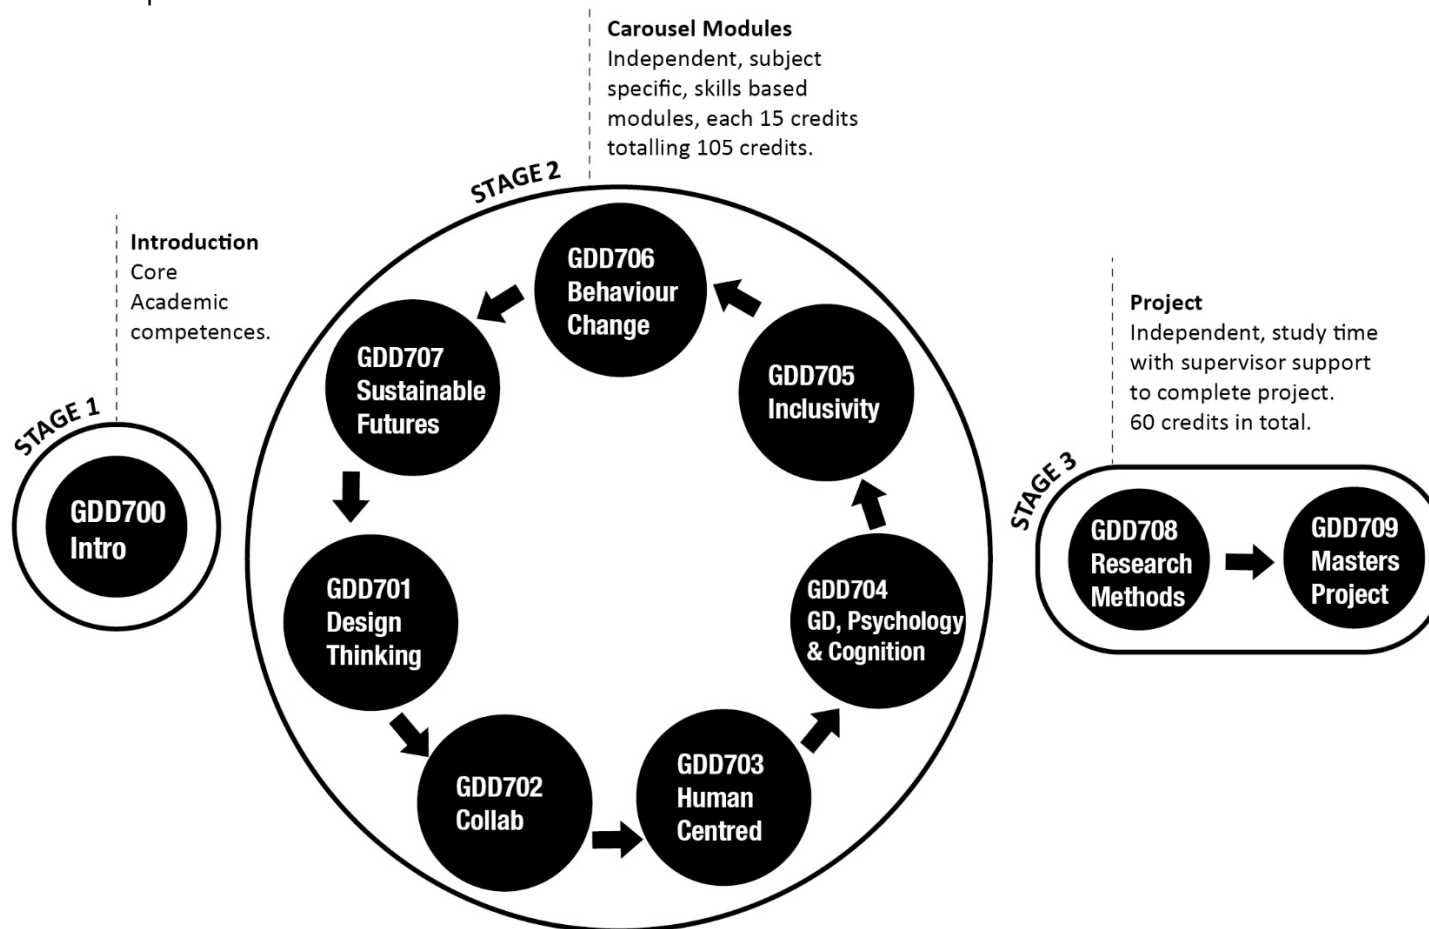 Carousel Modules
Independent, subject
specific, skills based
modules, each 15 credits
totalling 105 credits.
STAGE 2
Introduction
Core
Academic
competences.
STAGE 1
GDD700
Intro
GDD706
Behaviour
Change
GDD707
Sustainable
Futures
GDD705
Inclusivity
GDD701
Design
Thinking
GDD704
GD, Psychology
& Cognition
GDD702
Collab
GDD703
Human
Centred
Project
Independent, study time
with supervisor support
to complete project.
60 credits in total.
STAGE 3
GDD708
Research
Methods
GDD709
Masters
Project